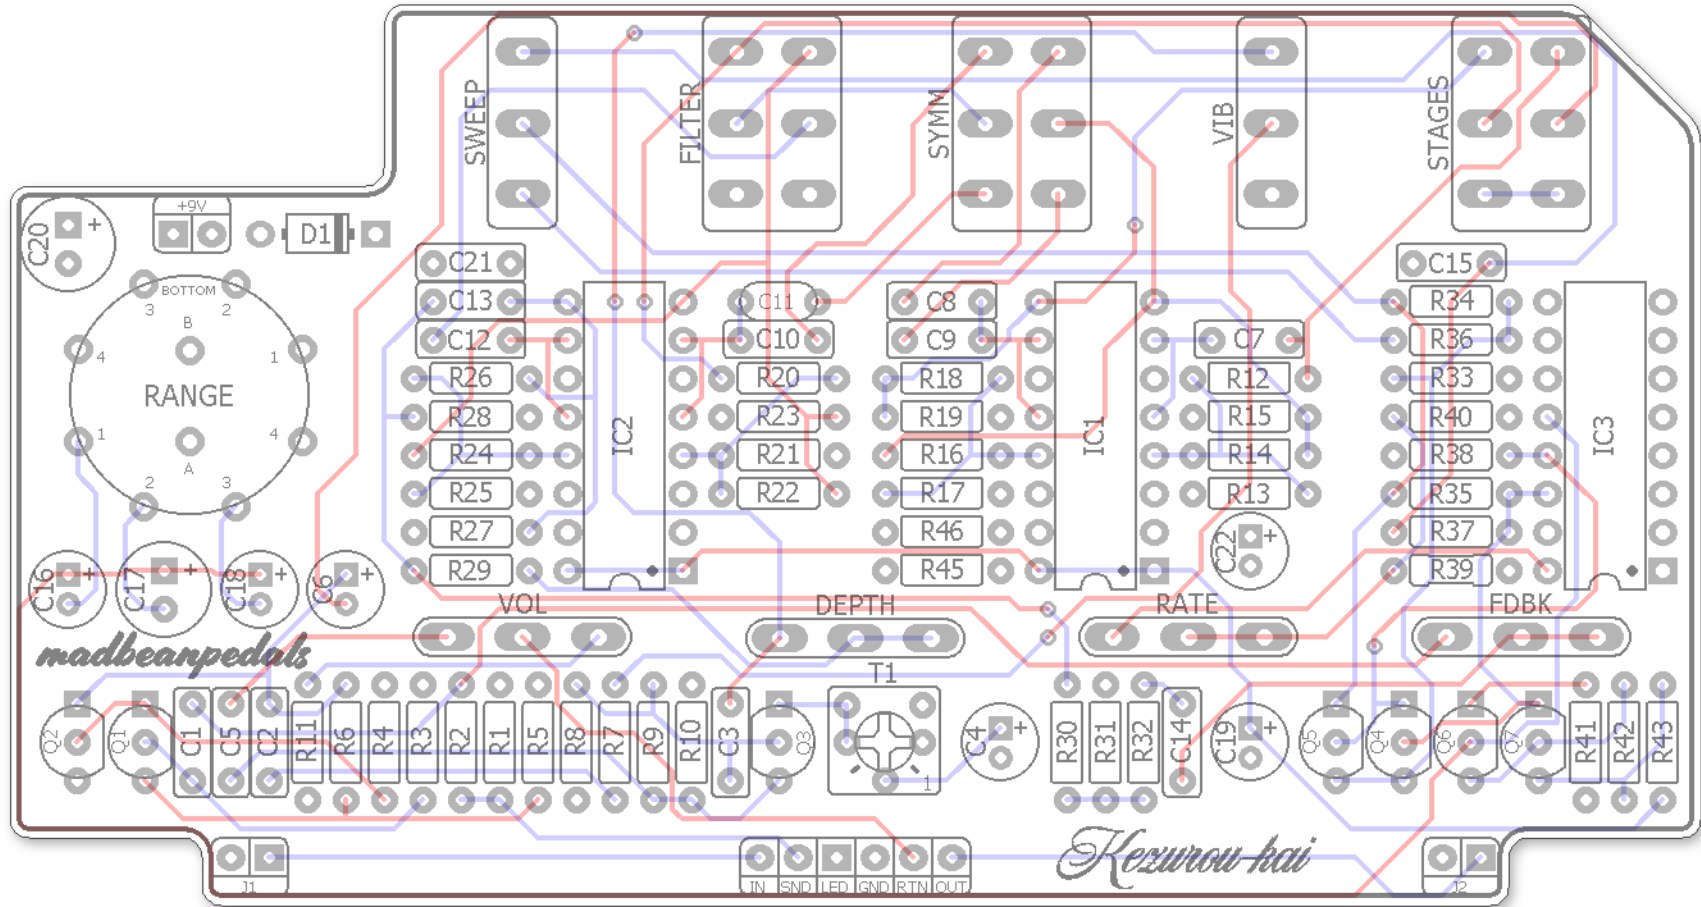 SWEEP
FILTER
SYMM
VIB
STAGES
+9V
C20 + D1
C21 C15
BOTTOM
3 2
B
C13 C11 C8 R34
C12 C10 C9 C7 R36
4 1
R26 R20 R18 R12 R33
RANGE
R28 R23 R19 R15 R40
IC2 IC1 IC3
1 4
A
R24 R21 R16 R14 R38
2 3
R25 R22 R17 R13 R35
R27 R46 R37
C22 +
C16 + C17 + C18 + C6 +
R29 R45 R39
VOL DEPTH RATE FDBK
madbeanpedals
T1
Q2 Q1 C1 C5 C2 R11 R6 R4 R3 R2 R1 R5 R8 R7 R9 R10 C3 Q3 C4 + R30 R31 R32 C14 C19 + Q5 Q4 Q6 Q7 R41 R42 R43
1
Kezurou-kai
J1 IN SND LED GND RTN OUT J2